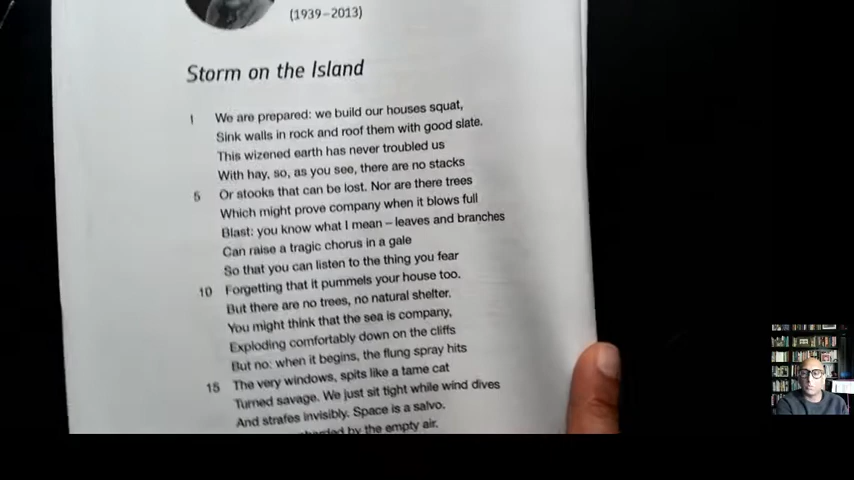 (1939–2013)
Storm on the Island
1 We are prepared: we build our houses squat,
Sink walls in rock and roof them with good slate.
This wizened earth has never troubled us
With hay, so, as you see, there are no stacks
5 Or stooks that can be lost. Nor are there trees
Which might prove company when it blows full
Blast: you know what I mean – leaves and branches
Can raise a tragic chorus in a gale
So that you can listen to the thing you fear
10 Forgetting that it pummels your house too.
But there are no trees, no natural shelter.
You might think that the sea is company,
Exploding comfortably down on the cliffs
But no: when it begins, the flung spray hits
15 The very windows, spits like a tame cat
Turned savage. We just sit tight while wind dives
And strafes invisibly. Space is a salvo.
by the empty air.